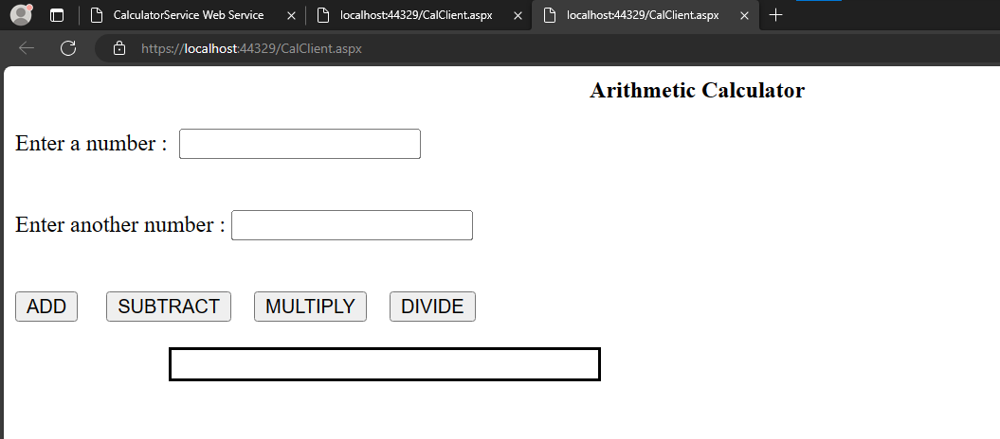 CalculatorService Web Service
localhost:44329/CalClient.aspx
localhost:44329/CalClient.aspx
https://localhost:44329/CalClient.aspx
Arithmetic Calculator
Enter a number :
Enter another number :
ADD SUBTRACT MULTIPLY DIVIDE